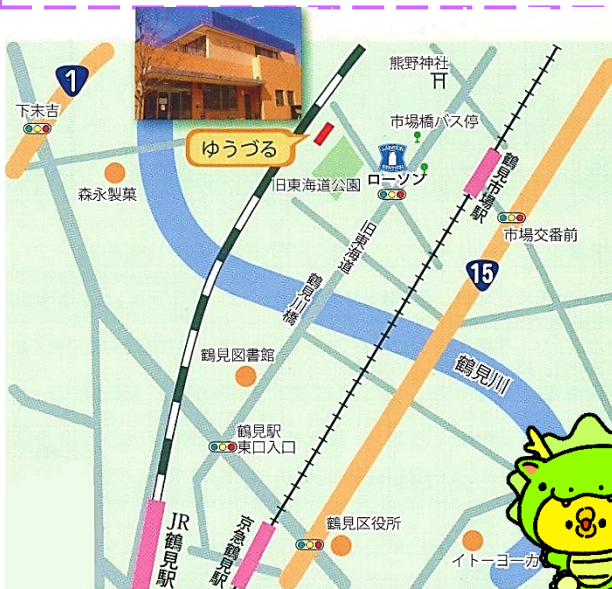 1
下末吉
森永製菓
ゆうづる
旧東海道公園
熊野神社
市場橋バス停
ローソン
鶴見市場駅
市場交番前
15
旧東海道
鶴見川橋
鶴見川
鶴見図書館
鶴見駅
東口入口
JR鶴見駅
京急鶴見駅
鶴見区役所
イトーヨーカ